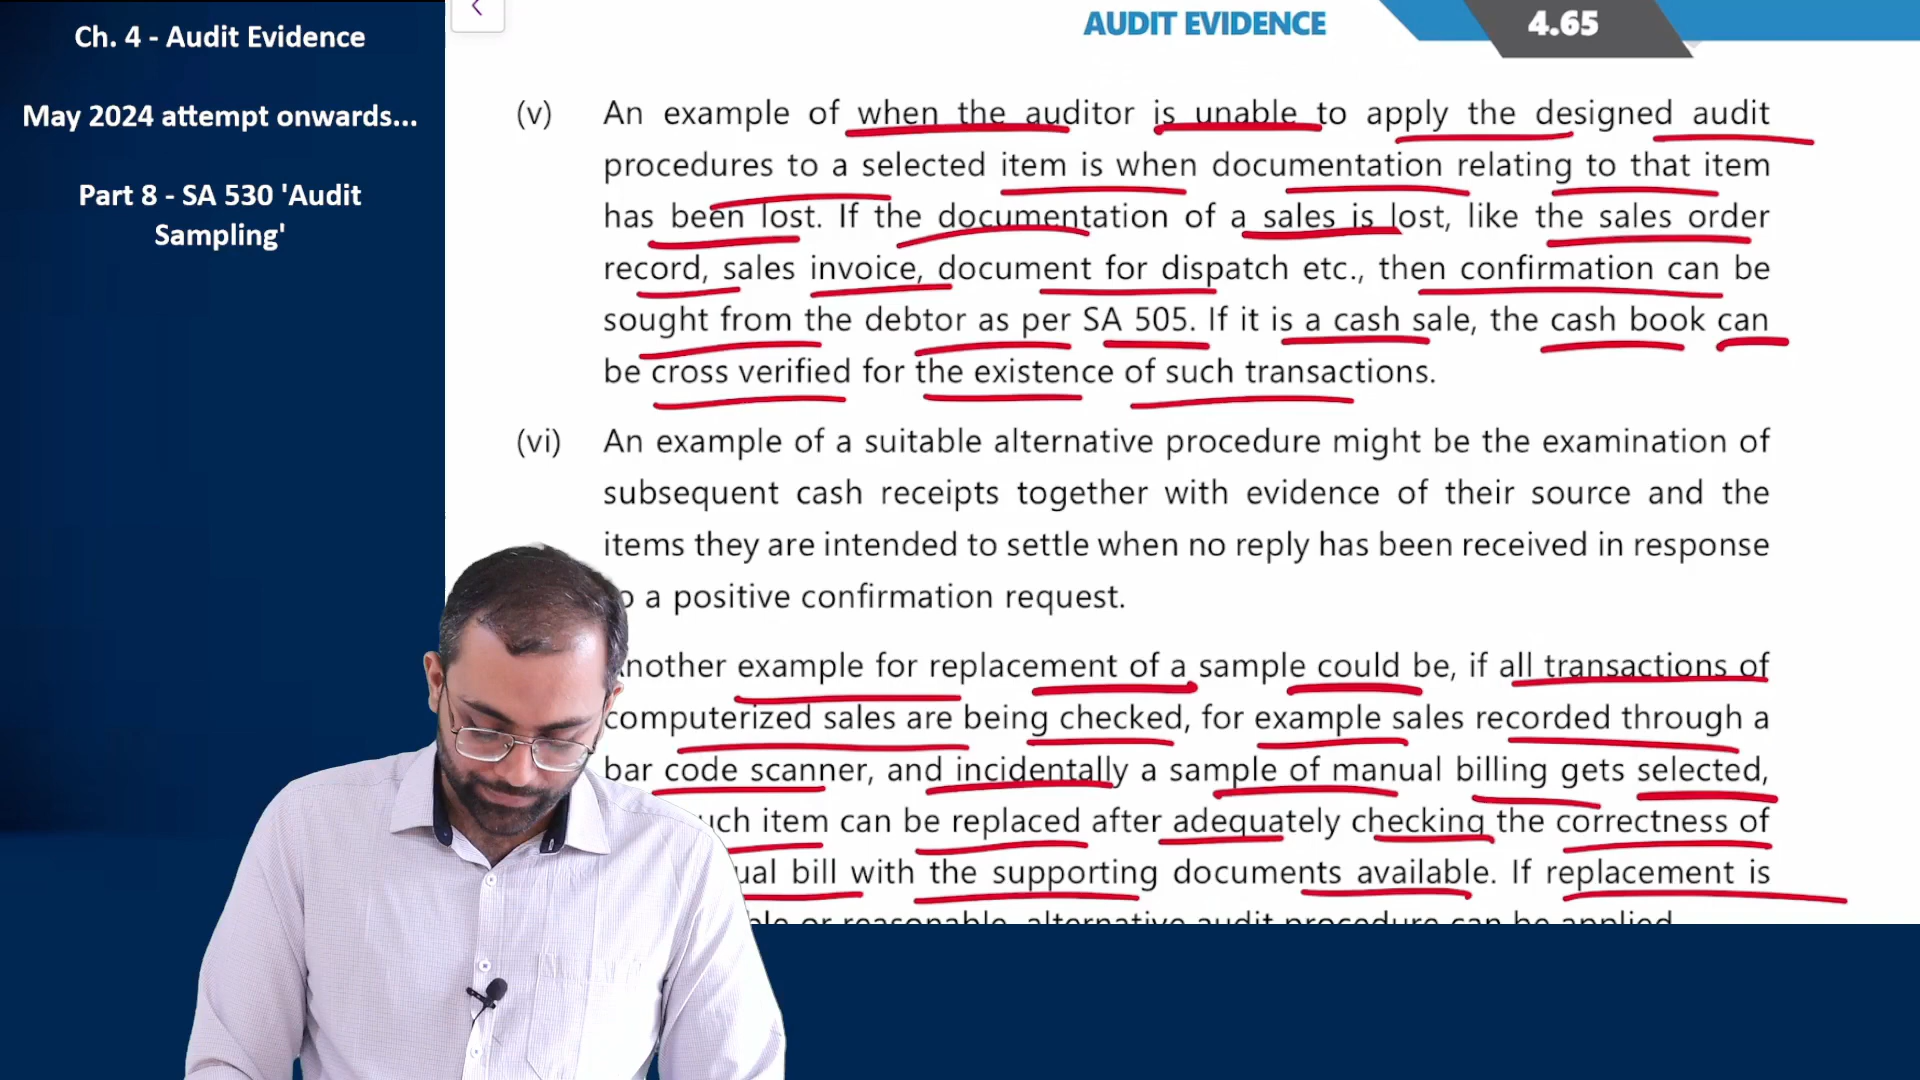 Ch. 4 - Audit Evidence
May 2024 attempt onwards...
Part 8 - SA 530 'Audit
Sampling'
AUDIT EVIDENCE
4.65
(v) An example of when the auditor is unable to apply the designed audit
procedures to a selected item is when documentation relating to that item
has been lost. If the documentation of a sales is lost, like the sales order
record, sales invoice, document for dispatch etc., then confirmation can be
sought from the debtor as per SA 505. If it is a cash sale, the cash book can
be cross verified for the existence of such transactions.
(vi) An example of a suitable alternative procedure might be the examination of
subsequent cash receipts together with evidence of their source and the
items they are intended to settle when no reply has been received in response
a positive confirmation request.
example for replacement of a sample could be, if all transactions of
computerized sales are being checked, for example sales recorded through a
bar code scanner, and incidentally a sample of manual billing gets selected,
item can be replaced after adequately checking the correctness of
bill with the supporting documents available. If replacement is
or reasonable, alternative audit procedure can be applied.